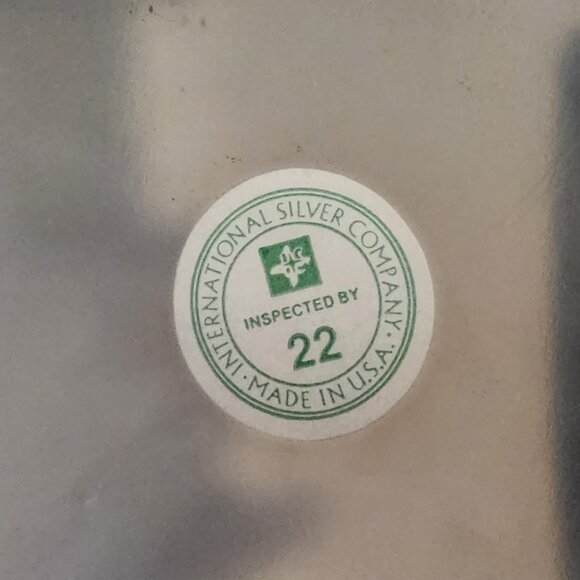 INTERNATIONAL SILVER COMPANY·
INSPECTED BY
22
·MADE IN U.S.A.